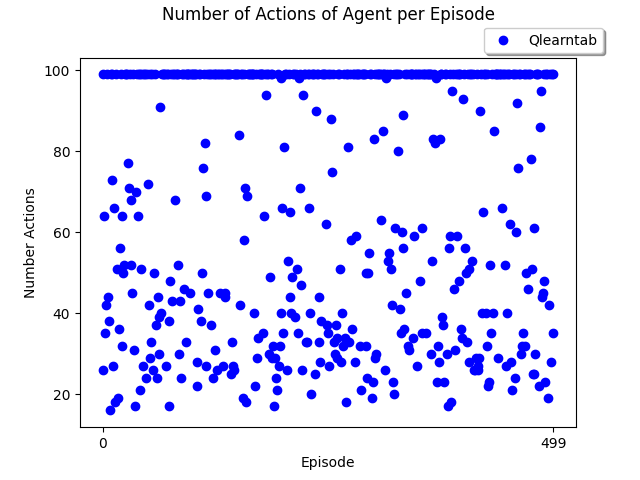 Number of Actions of Agent per Episode
Qlearntab
100
80
60
40
20
Number Actions
0
499
Episode